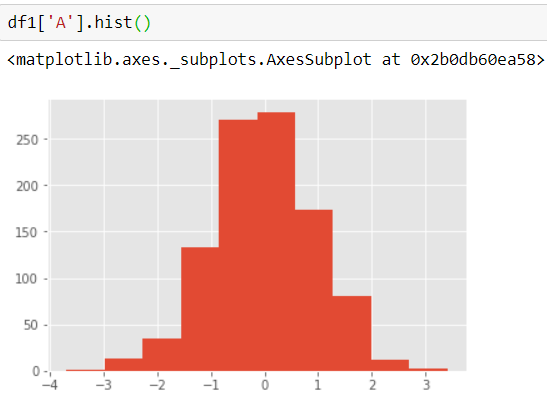 df1['A'].hist()
<matplotlib.axes._subplots.AxesSubplot at 0x2b0db60ea58>
250
200
150
100
50
0
−4 −3 −2 −1 0 1 2 3